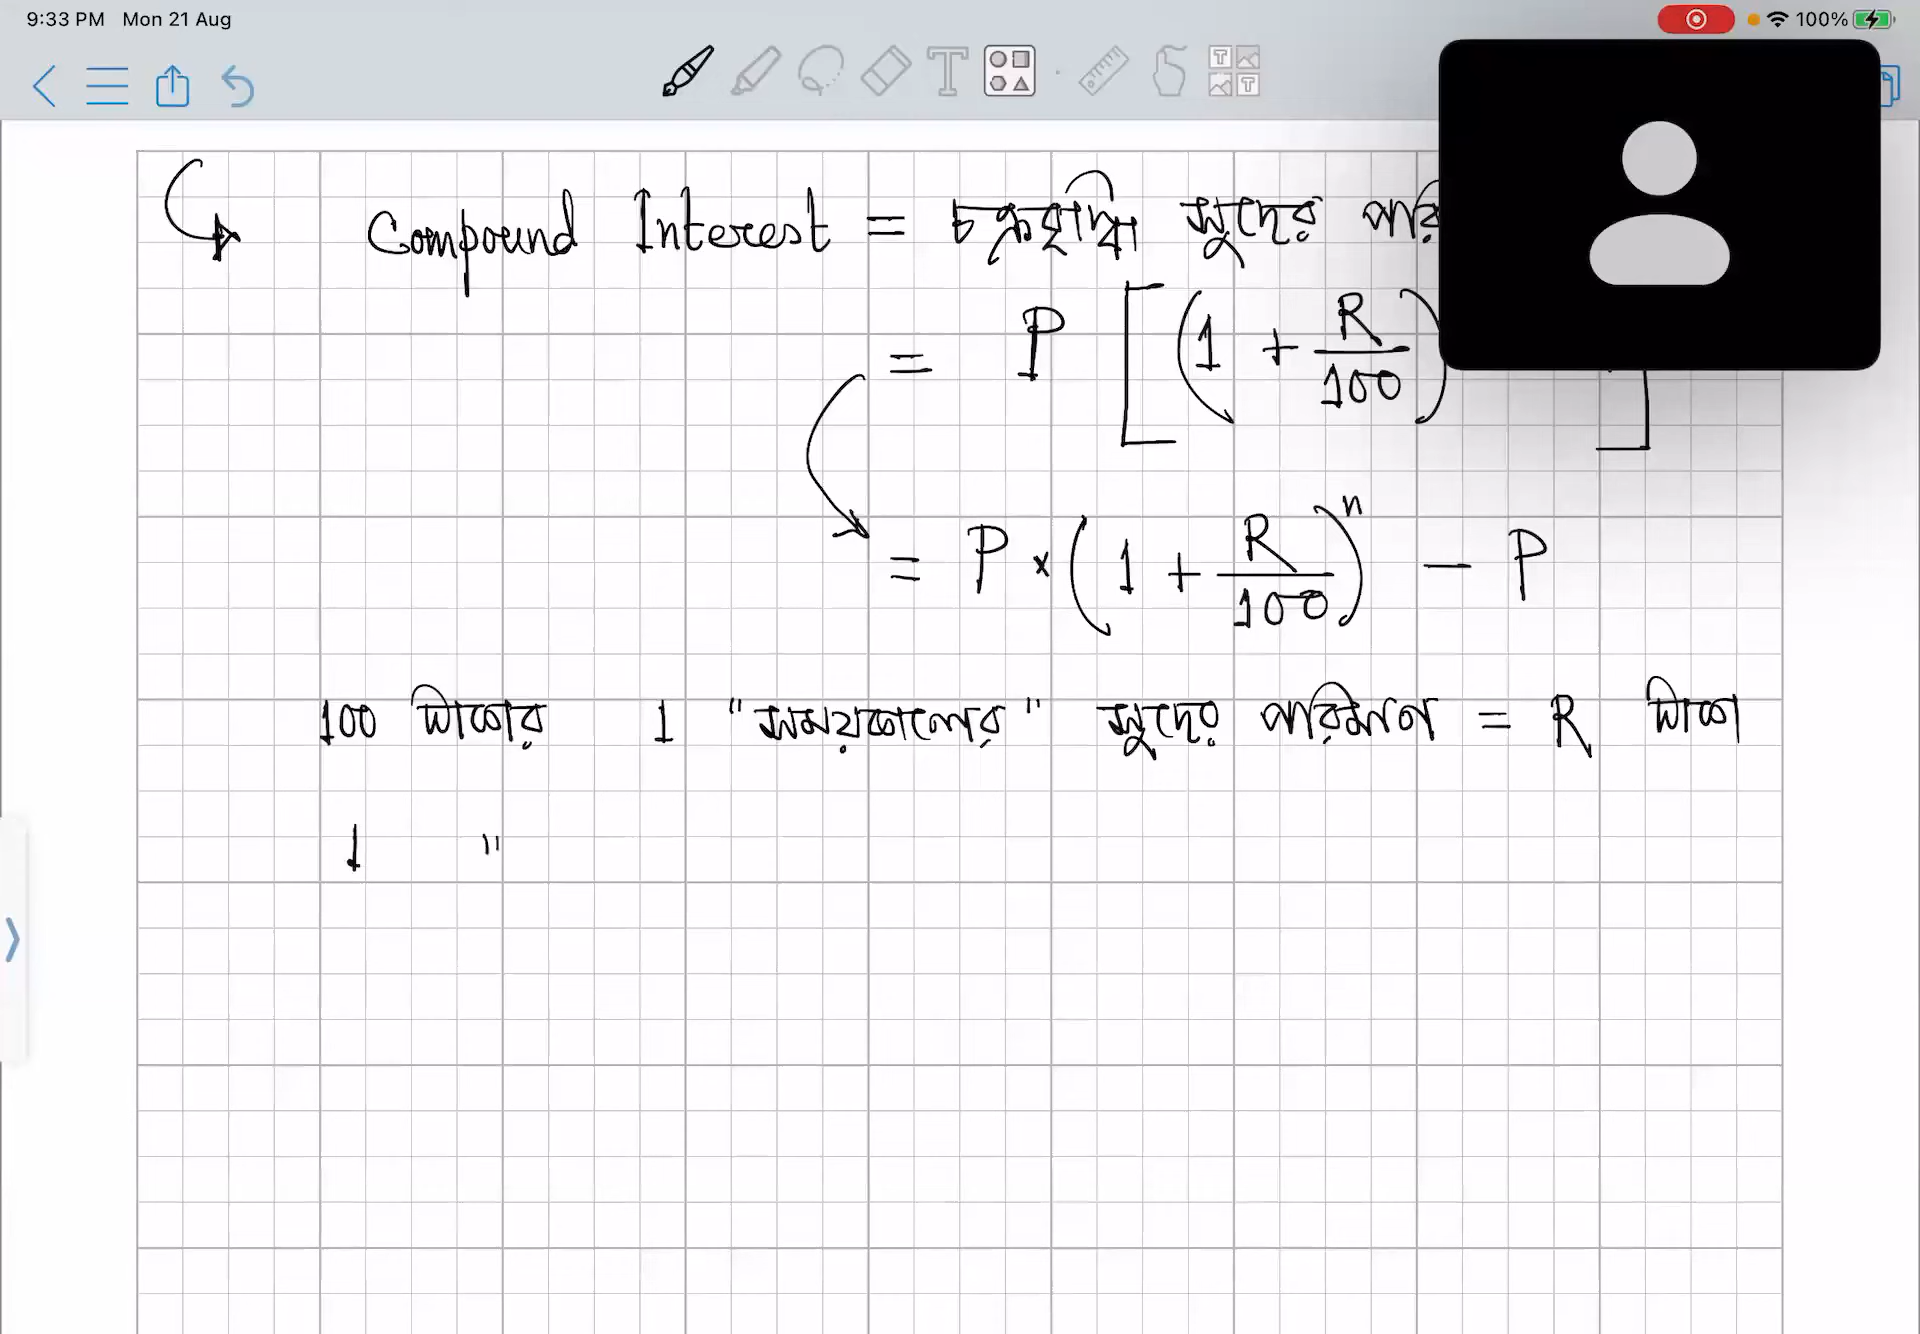 9:33 PM Mon 21 Aug 100%
Compound Interest = চক্রবৃদ্ধি সুদের
= P [ ( 1 + R/100 ) ]
= P × ( 1 + R/100 )ⁿ − P
100 টাকার 1 "সময়কালের" সুদের পরিমাণ = R টাকা
1 "